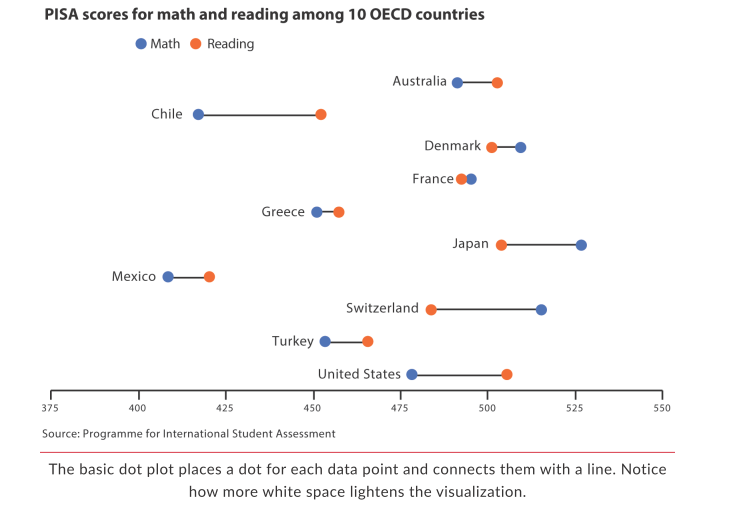 PISA scores for math and reading among 10 OECD countries
Math Reading
Australia
Chile
Denmark
France
Greece
Japan
Mexico
Switzerland
Turkey
United States
375 400 425 450 475 500 525 550
Source: Programme for International Student Assessment
The basic dot plot places a dot for each data point and connects them with a line. Notice
how more white space lightens the visualization.